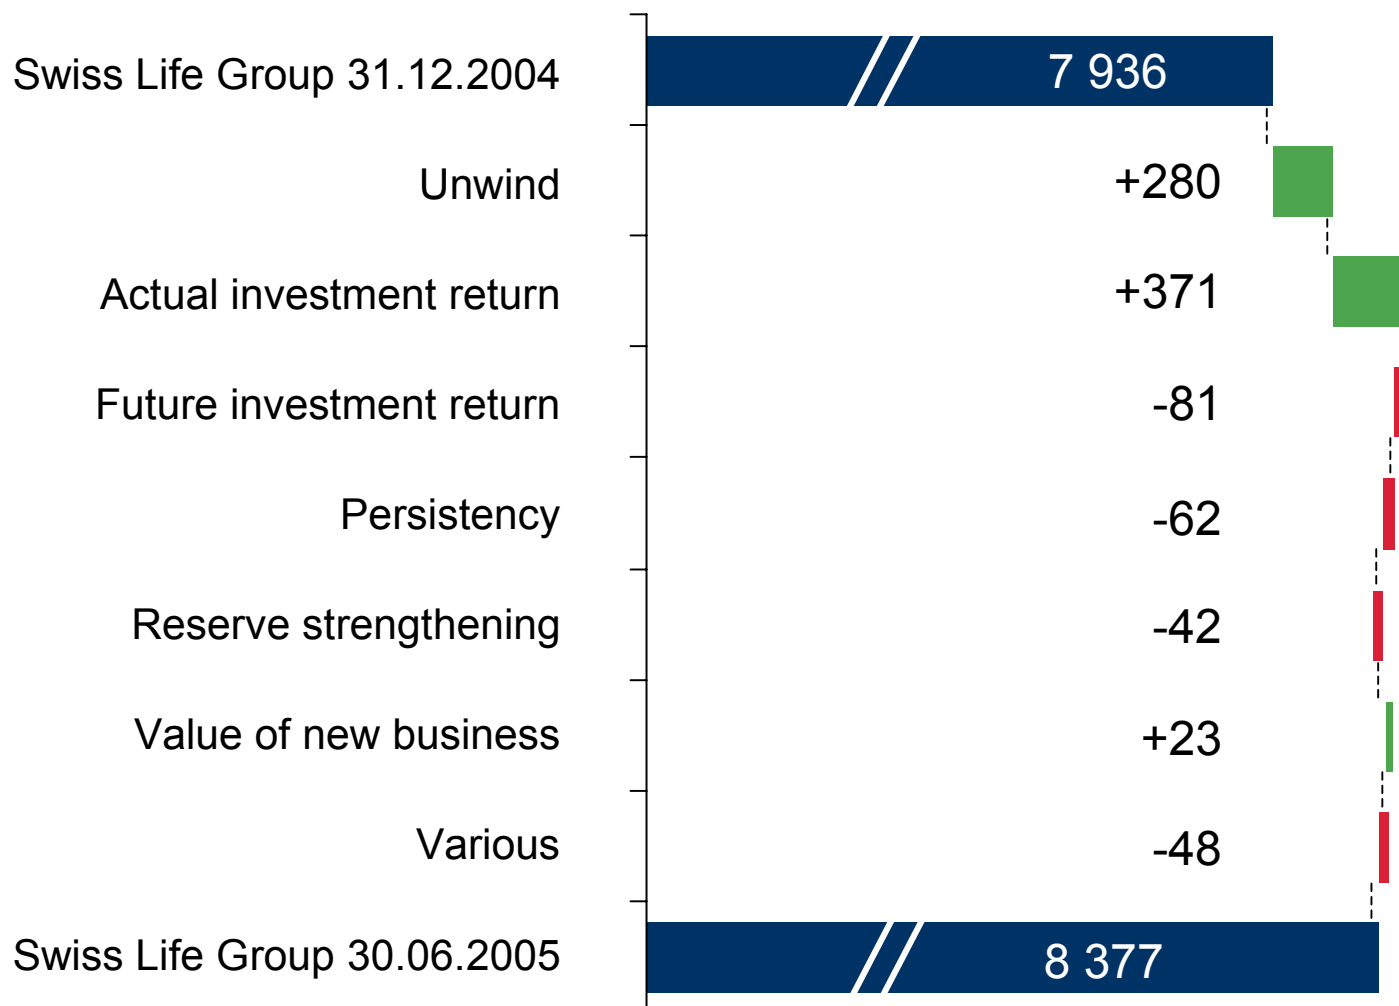 Swiss Life Group 31.12.2004 7 936
Unwind +280
Actual investment return +371
Future investment return -81
Persistency -62
Reserve strengthening -42
Value of new business +23
Various -48
Swiss Life Group 30.06.2005 8 377